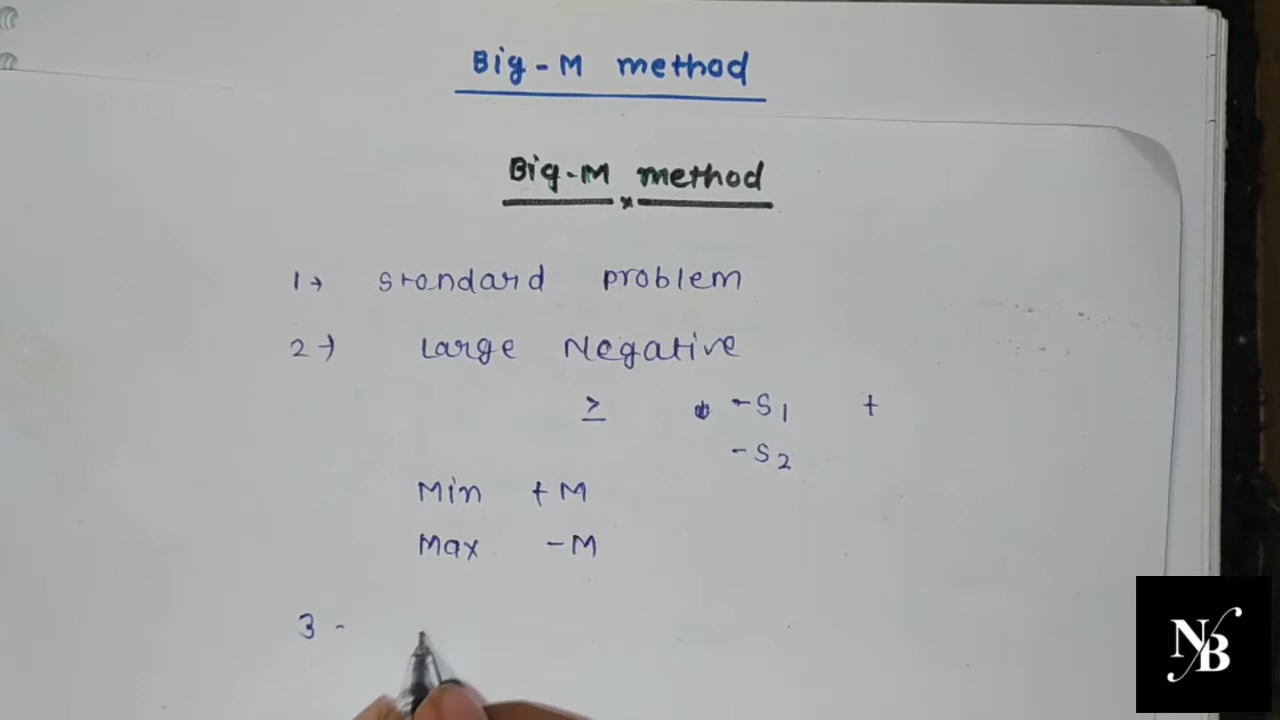 Big-M method
Big-M method
1→ standard problem
2→ Large Negative
≥ -S1 +
-S2
Min +M
Max -M
3-
NB